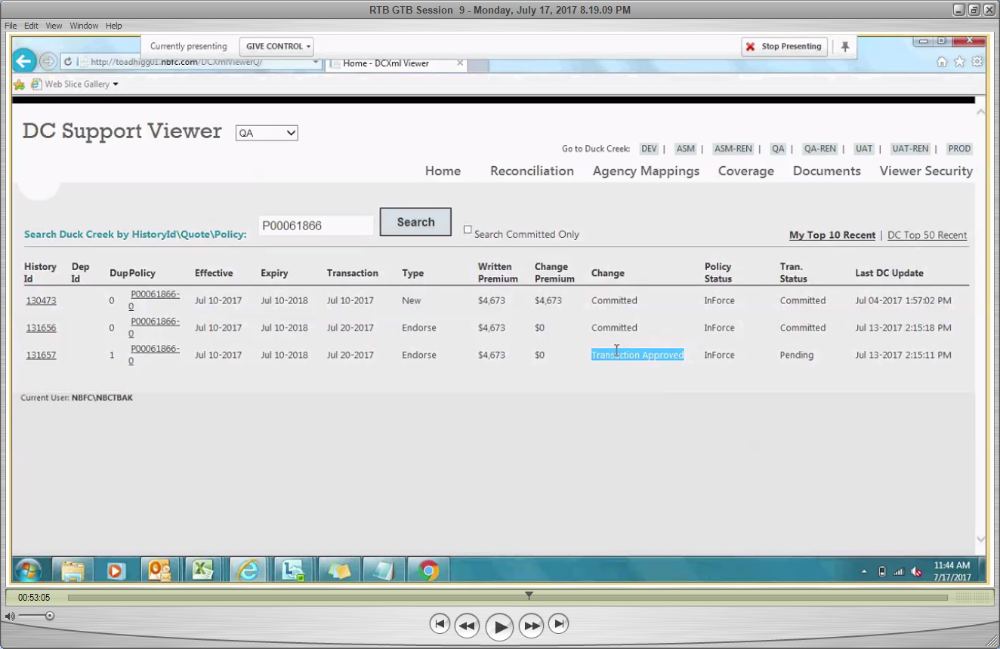 RTB GTB Session 9 - Monday, July 17, 2017 8.19.09 PM
File Edit View Window Help
Currently presenting GIVE CONTROL Stop Presenting
http://toadhigg01.nbfc.com/DCXmlViewerQ/ Home - DCXml Viewer
Web Slice Gallery
DC Support Viewer QA
Go to Duck Creek: DEV | ASM | ASM-REN | QA | QA-REN | UAT | UAT-REN | PROD
Home Reconciliation Agency Mappings Coverage Documents Viewer Security
Search Duck Creek by HistoryId\Quote\Policy: P00061866 Search Search Committed Only My Top 10 Recent | DC Top 50 Recent
History Id Dep Id Dup Policy Effective Expiry Transaction Type Written Premium Change Premium Change Policy Status Tran. Status Last DC Update
130473 0 P00061866-0 Jul 10-2017 Jul 10-2018 Jul 10-2017 New $4,673 $4,673 Committed InForce Committed Jul 04-2017 1:57:02 PM
131656 0 P00061866-0 Jul 10-2017 Jul 10-2018 Jul 20-2017 Endorse $4,673 $0 Committed InForce Committed Jul 13-2017 2:15:18 PM
131657 1 P00061866-0 Jul 10-2017 Jul 10-2018 Jul 20-2017 Endorse $4,673 $0 Transaction Approved InForce Pending Jul 13-2017 2:15:11 PM
Current User: NBFC\NBCTBAK
11:44 AM
7/17/2017
00:53:05